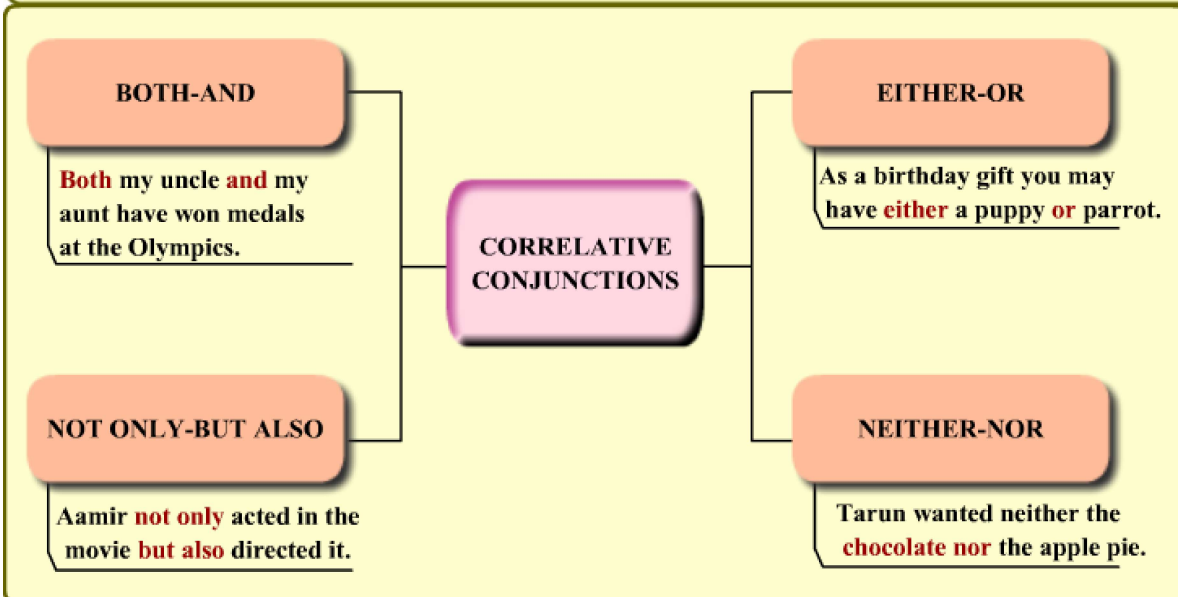 BOTH-AND
Both my uncle and my
aunt have won medals
at the Olympics.
EITHER-OR
As a birthday gift you may
have either a puppy or parrot.
CORRELATIVE
CONJUNCTIONS
NOT ONLY-BUT ALSO
Aamir not only acted in the
movie but also directed it.
NEITHER-NOR
Tarun wanted neither the
chocolate nor the apple pie.